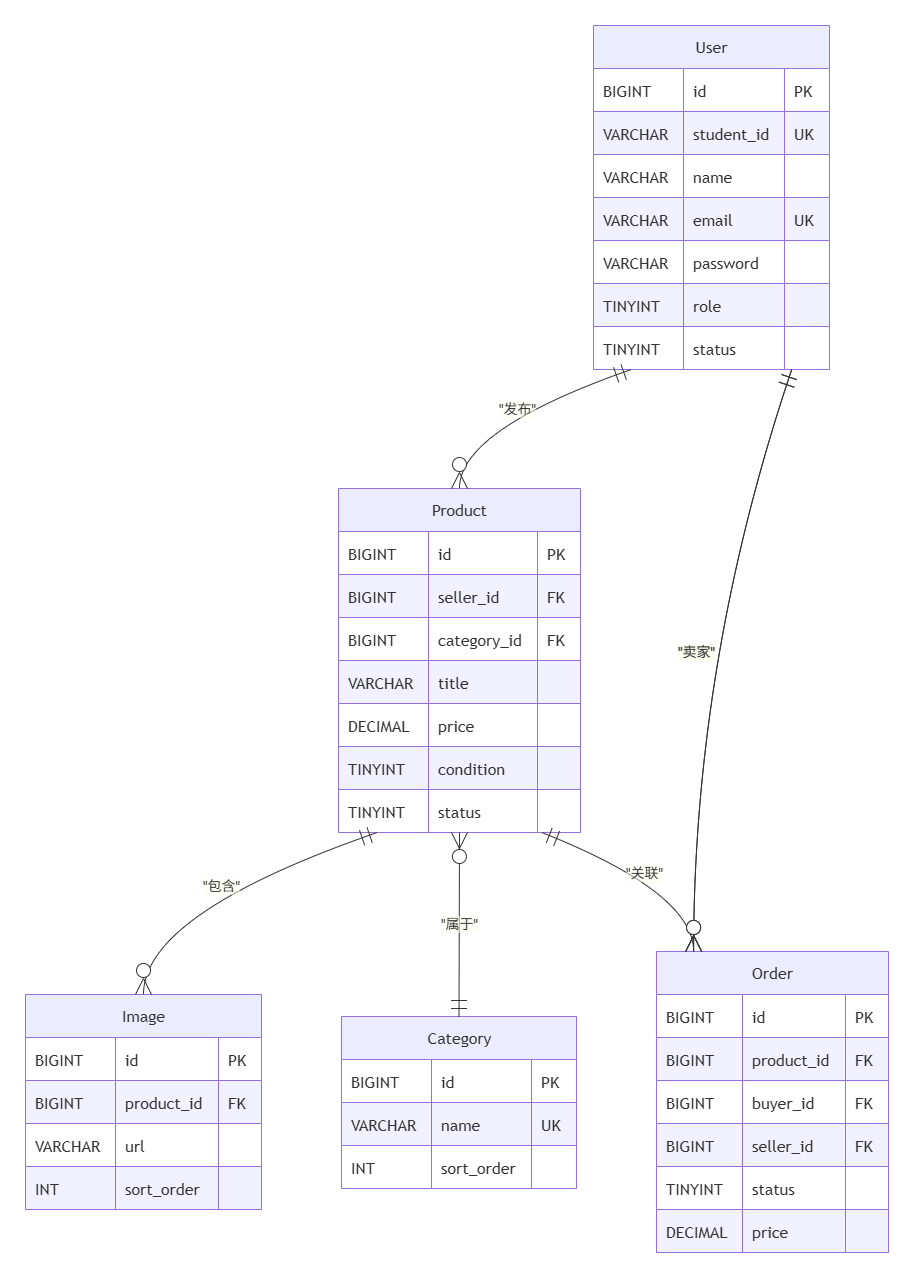 User
BIGINT id PK
VARCHAR student_id UK
VARCHAR name
VARCHAR email UK
VARCHAR password
TINYINT role
TINYINT status
"发布"
Product
BIGINT id PK
BIGINT seller_id FK
BIGINT category_id FK
VARCHAR title
DECIMAL price
TINYINT condition
TINYINT status
"卖家"
"包含"
"属于"
"关联"
Image
BIGINT id PK
BIGINT product_id FK
VARCHAR url
INT sort_order
Category
BIGINT id PK
VARCHAR name UK
INT sort_order
Order
BIGINT id PK
BIGINT product_id FK
BIGINT buyer_id FK
BIGINT seller_id FK
TINYINT status
DECIMAL price